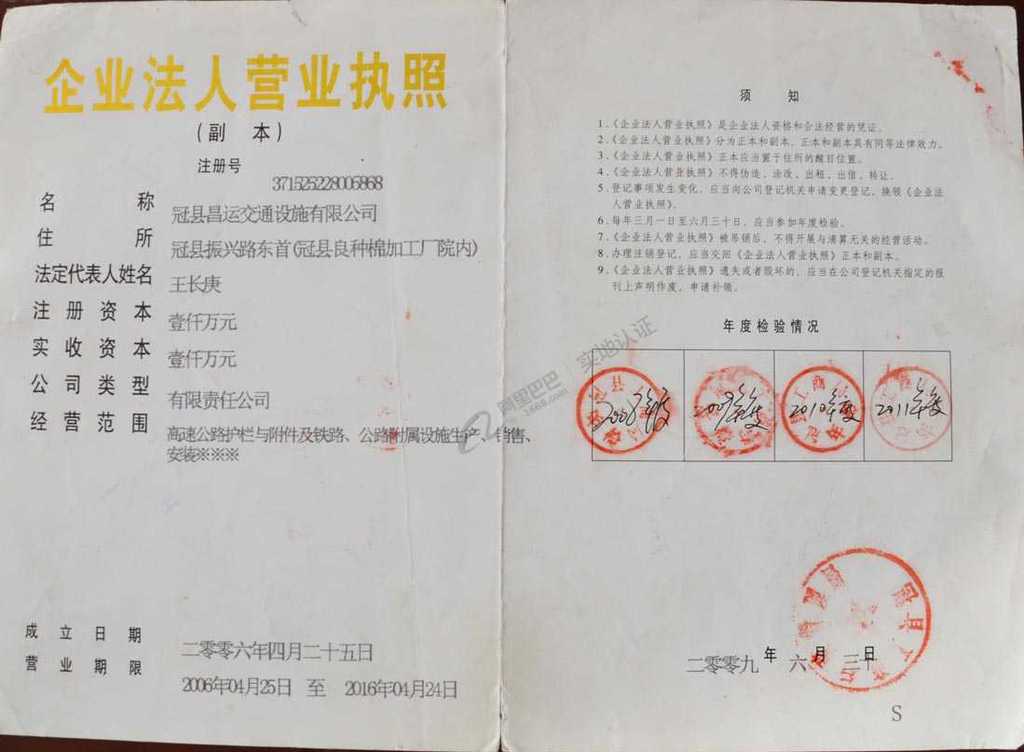 企业法人营业执照
(副 本)
注册号
371525228005868
名称 冠县昌运交通设施有限公司
住所 冠县振兴路东首(冠县良种棉加工厂院内)
法定代表人姓名 王长庚
注册资本 壹仟万元
实收资本 壹仟万元
公司类型 有限责任公司
经营范围 高速公路护栏与附件及铁路、公路附属设施生产、销售、
安装※※※
成立日期 二零零六年四月二十五日
营业期限 2006年04月25日 至 2016年04月24日
须 知
1.《企业法人营业执照》是企业法人资格和合法经营的凭证。
2.《企业法人营业执照》分为正本和副本，正本和副本具有同等法律效力。
3.《企业法人营业执照》正本应当置于住所的醒目位置。
4.《企业法人营业执照》不得伪造、涂改、出租、出借、转让。
5.登记事项发生变化，应当向公司登记机关申请变更登记，换领《企业法
人营业执照》。
6.每年三月一日至六月三十日，应当参加年度检验。
7.《企业法人营业执照》被吊销后，不得开展与清算无关的经营活动。
8.办理注销登记，应当交回《企业法人营业执照》正本和副本。
9.《企业法人营业执照》遗失或者毁坏的，应当在公司登记机关指定的报
刊上声明作废，申请补领。
年度检验情况
2008年度 2009年度 2010年度 2011年度
阿里巴巴 1688.com 实地认证
二零零九 年 六 月 三十 日
S